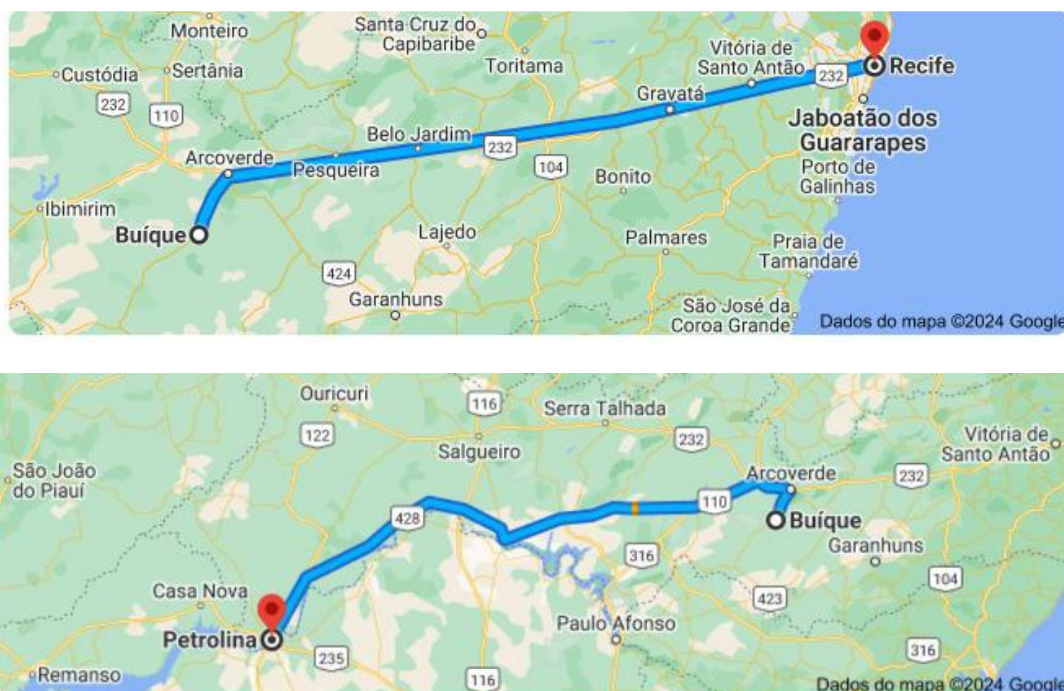 Monteiro
Santa Cruz do
Capibaribe
Toritama
Vitória de
Santo Antão
232
Recife
Custódia
Sertânia
232
110
Gravatá
Jaboatão dos
Guararapes
Belo Jardim
232
Arcoverde
Pesqueira
104
Bonito
Porto de
Galinhas
Ibimirim
Buíque
Lajedo
Palmares
Praia de
Tamandaré
424
Garanhuns
São José da
Coroa Grande
Dados do mapa ©2024 Google
Ouricuri
116
Serra Talhada
122
232
Vitória de
Santo Antão
Salgueiro
São João
do Piauí
Arcoverde
232
110
428
Buíque
316
Garanhuns
Casa Nova
104
423
Petrolina
Paulo Afonso
235
316
Remanso
116
Dados do mapa ©2024 Google